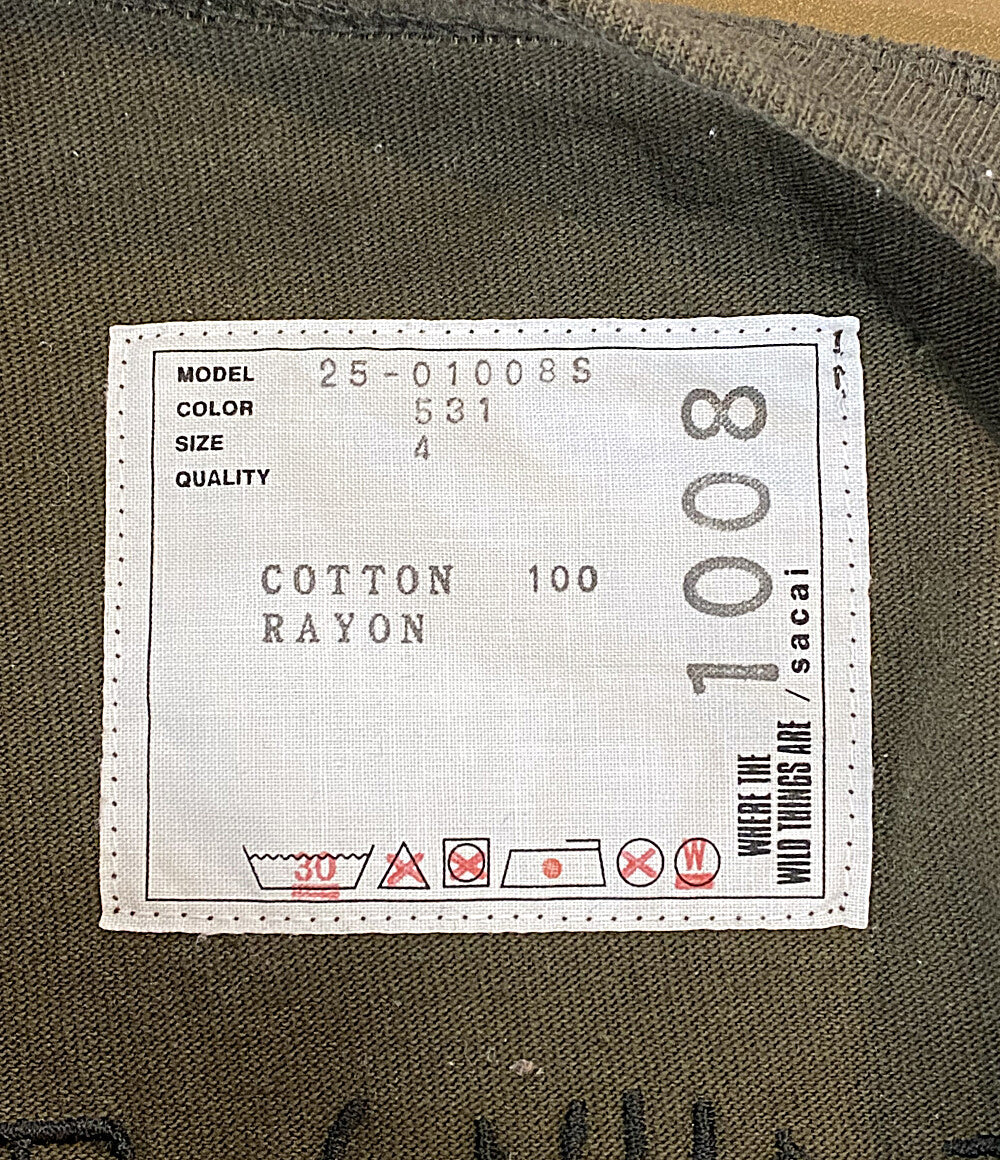 MODEL 25-01008S
COLOR 531
SIZE 4
QUALITY
COTTON 100
RAYON
1008
WHERE THE
WILD THINGS ARE / sacai
30
W